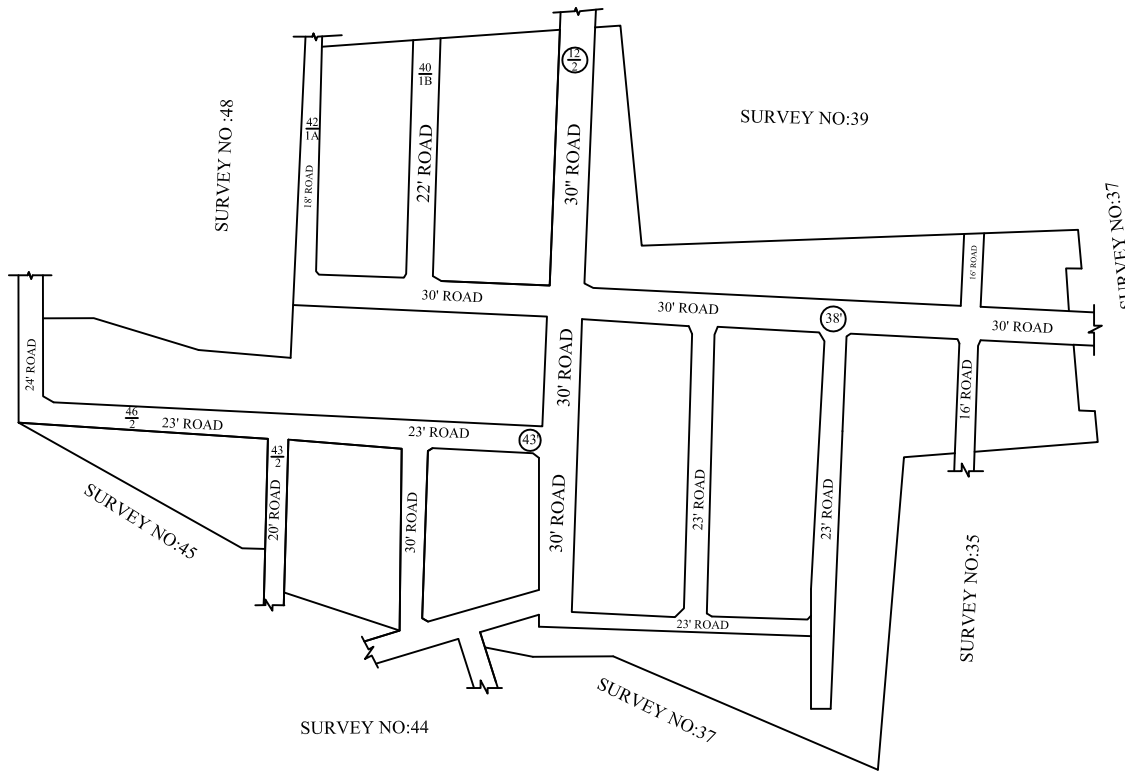 12
2
40
1B
42
1A
SURVEY NO :48
SURVEY NO:39
22' ROAD
30" ROAD
18' ROAD
SURVEY NO:37
16' ROAD
30' ROAD
30' ROAD
38'
30' ROAD
24' ROAD
30' ROAD
16' ROAD
46
2
23' ROAD
23' ROAD
43'
43
2
20' ROAD
30' ROAD
30' ROAD
23' ROAD
23' ROAD
SURVEY NO:45
SURVEY NO:35
23' ROAD
SURVEY NO:44
SURVEY NO:37